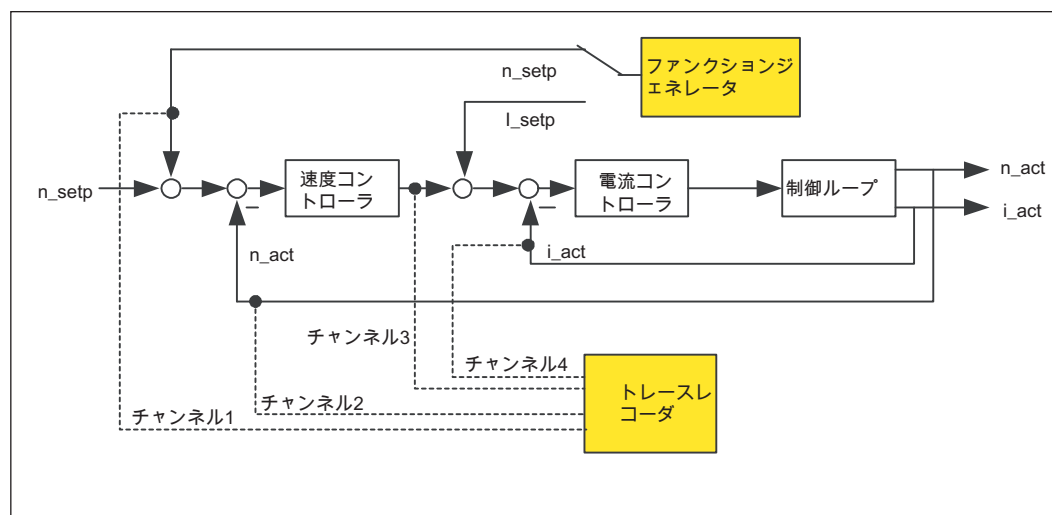 n_setp
ファンクションジ
ェネレータ
I_setp
n_setp
速度コン
トローラ
電流コン
トローラ
制御ループ
n_act
i_act
n_act
i_act
チャンネル3
チャンネル4
チャンネル1
チャンネル2
トレースレ
コーダ